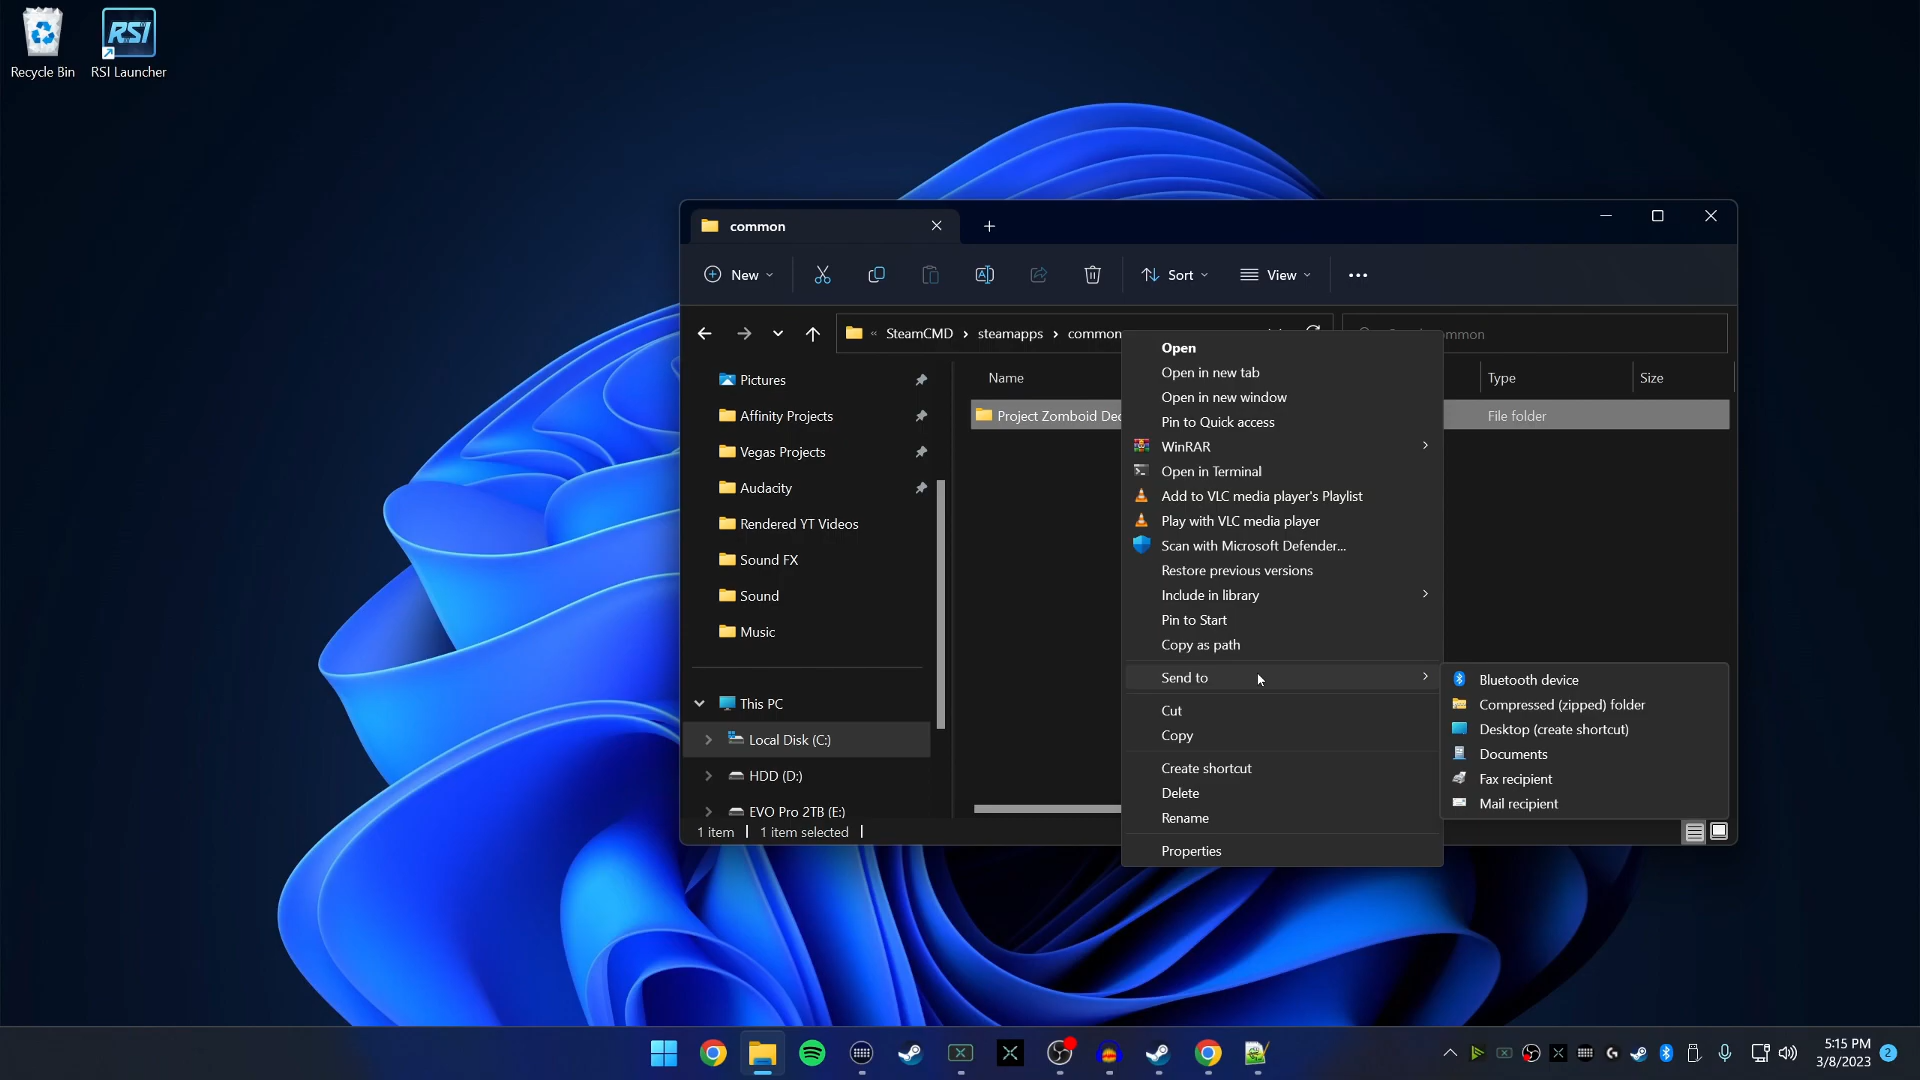 Recycle Bin
RSI
RSI Launcher
common
New
Sort
View
SteamCMD
steamapps
common
Pictures
Affinity Projects
Vegas Projects
Audacity
Rendered YT Videos
Sound FX
Sound
Music
This PC
Local Disk (C:)
HDD (D:)
EVO Pro 2TB (E:)
Name
Type
Size
Project Zomboid Dec
File folder
Open
Open in new tab
Open in new window
Pin to Quick access
WinRAR
Open in Terminal
Add to VLC media player's Playlist
Play with VLC media player
Scan with Microsoft Defender...
Restore previous versions
Include in library
Pin to Start
Copy as path
Send to
Cut
Copy
Create shortcut
Delete
Rename
Properties
Bluetooth device
Compressed (zipped) folder
Desktop (create shortcut)
Documents
Fax recipient
Mail recipient
1 item
1 item selected
5:15 PM
3/8/2023
2